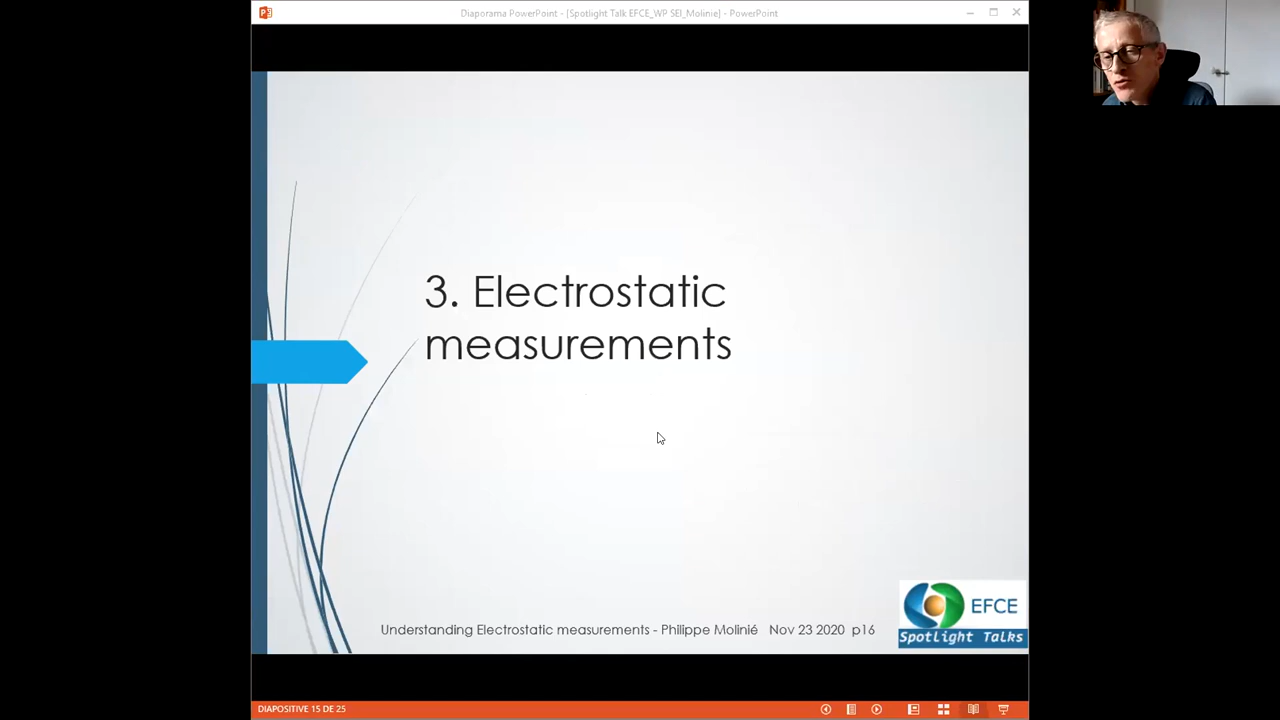 Diaporama PowerPoint - [Spotlight Talk EFCE_WP SEI_Molinie] - PowerPoint
3. Electrostatic
measurements
Understanding Electrostatic measurements - Philippe Molinié Nov 23 2020 p16
EFCE
Spotlight Talks
DIAPOSITIVE 15 DE 25